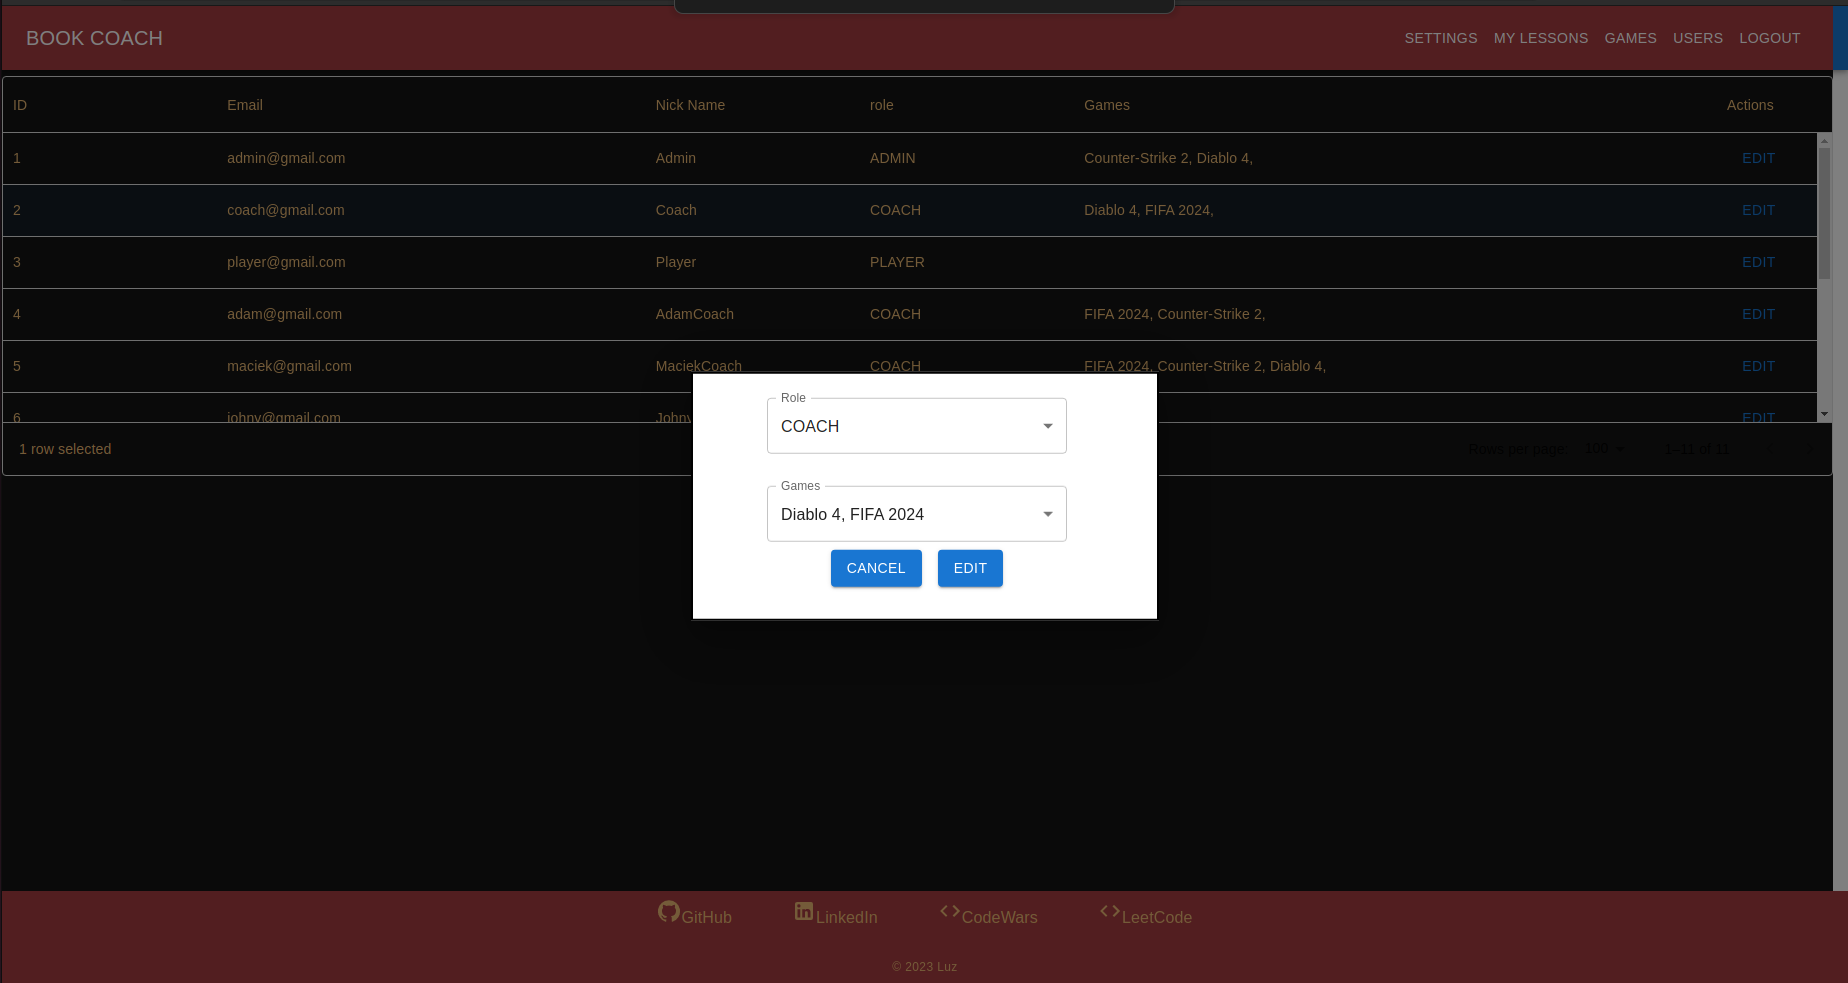 BOOK COACH SETTINGS MY LESSONS GAMES USERS LOGOUT
ID Email Nick Name role Games Actions
1 admin@gmail.com Admin ADMIN Counter-Strike 2, Diablo 4, EDIT
2 coach@gmail.com Coach COACH Diablo 4, FIFA 2024, EDIT
3 player@gmail.com Player PLAYER EDIT
4 adam@gmail.com AdamCoach COACH FIFA 2024, Counter-Strike 2, EDIT
5 maciek@gmail.com MaciekCoach COACH FIFA 2024, Counter-Strike 2, Diablo 4, EDIT
6 johny@gmail.com Johny EDIT
1 row selected Rows per page: 100 1–11 of 11
Role
COACH
Games
Diablo 4, FIFA 2024
CANCEL EDIT
GitHub LinkedIn CodeWars LeetCode
© 2023 Luz